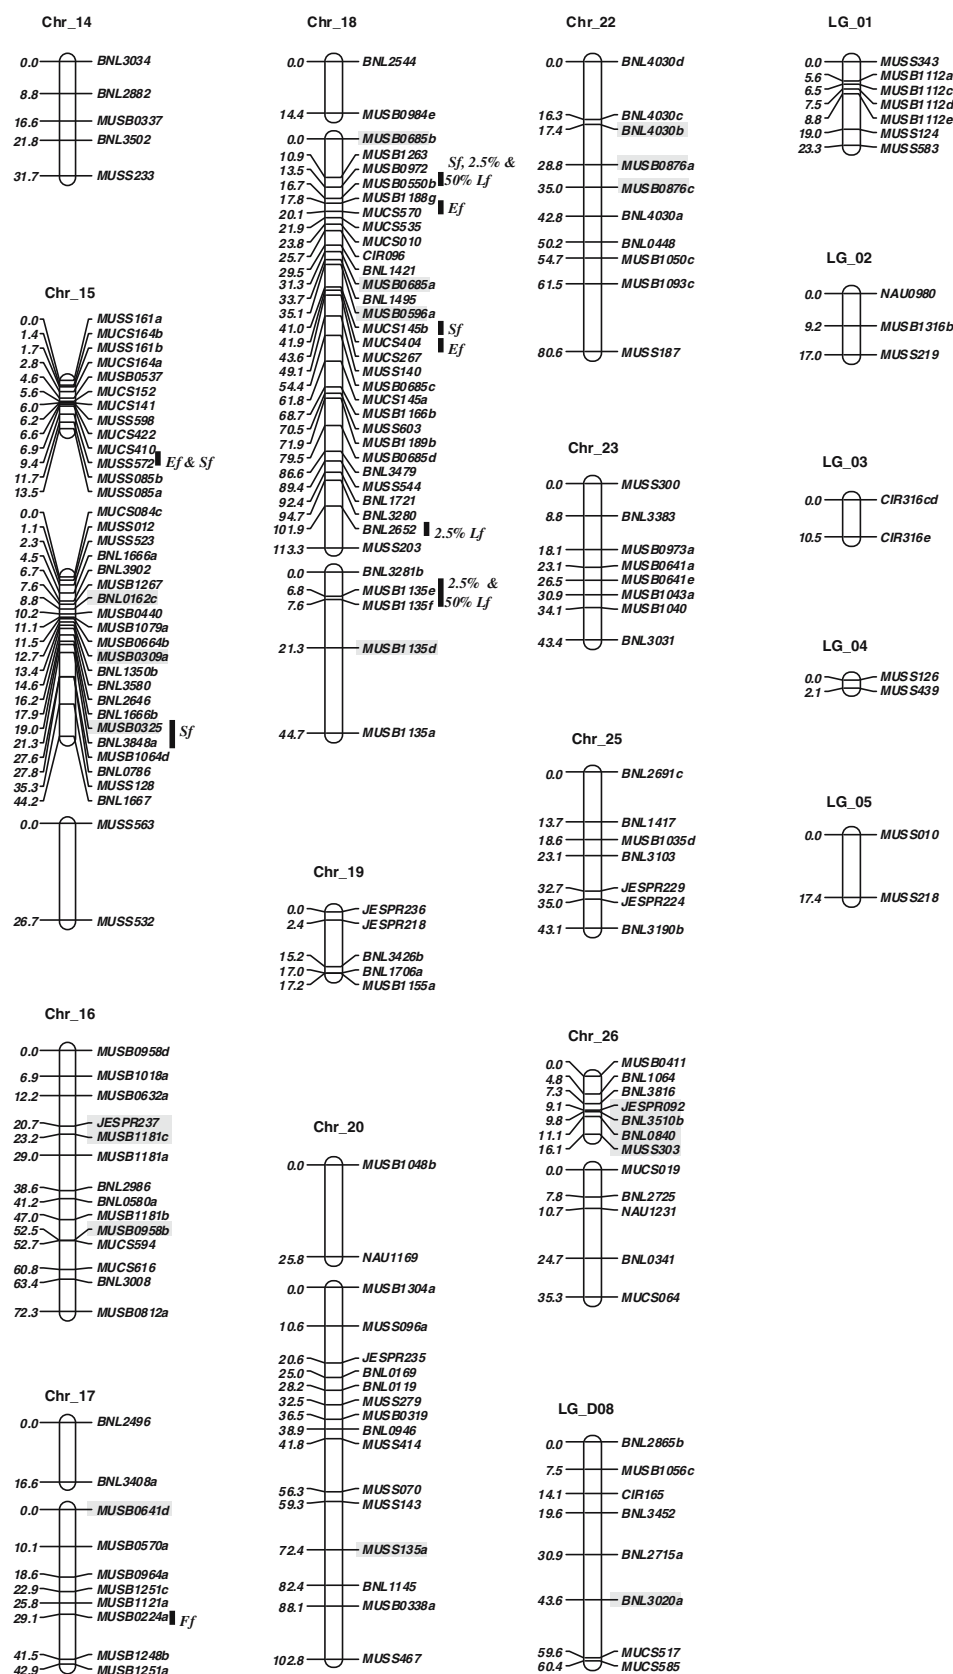 Chr_14
0.0 BNL3034
8.8 BNL2882
16.6 MUSB0337
21.8 BNL3502
31.7 MUSS233
Chr_15
0.0 MUSS161a
1.4 MUCS164b
1.7 MUSS161b
2.8 MUCS164a
4.6 MUSB0537
5.6 MUCS152
6.0 MUCS141
6.2 MUSS598
6.6 MUCS422
6.9 MUCS410
9.4 MUSS572 Ef & Sf
11.7 MUSS085b
13.5 MUSS085a
0.0 MUCS084c
1.1 MUSS012
2.3 MUSS523
4.5 BNL1666a
6.7 BNL3902
7.6 MUSB1267
8.8 BNL0162c
10.2 MUSB0440
11.1 MUSB1079a
11.5 MUSB0664b
12.7 MUSB0309a
13.4 BNL1350b
14.6 BNL3580
16.2 BNL2646
17.9 BNL1666b
19.0 MUSB0325 Sf
21.3 BNL3848a
27.6 MUSB1064d
27.8 BNL0786
35.3 MUSS128
44.2 BNL1667
0.0 MUSS563
26.7 MUSS532
Chr_16
0.0 MUSB0958d
6.9 MUSB1018a
12.2 MUSB0632a
20.7 JESPR237
23.2 MUSB1181c
29.0 MUSB1181a
38.6 BNL2986
41.2 BNL0580a
47.0 MUSB1181b
52.5 MUSB0958b
52.7 MUCS594
60.8 MUCS616
63.4 BNL3008
72.3 MUSB0812a
Chr_17
0.0 BNL2496
16.6 BNL3408a
0.0 MUSB0641d
10.1 MUSB0570a
18.6 MUSB0964a
22.9 MUSB1251c
25.8 MUSB1121a
29.1 MUSB0224a Ff
41.5 MUSB1248b
42.9 MUSB1251a
Chr_18
0.0 BNL2544
14.4 MUSB0984e
0.0 MUSB0685b
10.9 MUSB1263 Sf, 2.5% &
13.5 MUSB0972
16.7 MUSB0550b 50% Lf
17.8 MUSB1188g
20.1 MUCS570 Ef
21.9 MUCS535
23.8 MUCS010
25.7 CIR096
29.5 BNL1421
31.3 MUSB0685a
33.7 BNL1495
35.1 MUSB0596a
41.0 MUCS145b Sf
41.9 MUCS404 Ef
43.6 MUCS267
49.1 MUSS140
54.4 MUSB0685c
61.8 MUCS145a
68.7 MUSB1166b
70.5 MUSS603
71.9 MUSB1189b
79.5 MUSB0685d
86.6 BNL3479
89.4 MUSS544
92.4 BNL1721
94.7 BNL3280
101.9 BNL2652 2.5% Lf
113.3 MUSS203
0.0 BNL3281b
6.8 MUSB1135e 2.5% &
7.6 MUSB1135f 50% Lf
21.3 MUSB1135d
44.7 MUSB1135a
Chr_19
0.0 JESPR236
2.4 JESPR218
15.2 BNL3426b
17.0 BNL1706a
17.2 MUSB1155a
Chr_20
0.0 MUSB1048b
25.8 NAU1169
0.0 MUSB1304a
10.6 MUSS096a
20.6 JESPR235
25.0 BNL0169
28.2 BNL0119
32.5 MUSS279
36.5 MUSB0319
38.9 BNL0946
41.8 MUSS414
56.3 MUSS070
59.3 MUSS143
72.4 MUSS135a
82.4 BNL1145
88.1 MUSB0338a
102.8 MUSS467
Chr_22
0.0 BNL4030d
16.3 BNL4030c
17.4 BNL4030b
28.8 MUSB0876a
35.0 MUSB0876c
42.8 BNL4030a
50.2 BNL0448
54.7 MUSB1050c
61.5 MUSB1093c
80.6 MUSS187
Chr_23
0.0 MUSS300
8.8 BNL3383
18.1 MUSB0973a
23.1 MUSB0641a
26.5 MUSB0641e
30.9 MUSB1043a
34.1 MUSB1040
43.4 BNL3031
Chr_25
0.0 BNL2691c
13.7 BNL1417
18.6 MUSB1035d
23.1 BNL3103
32.7 JESPR229
35.0 JESPR224
43.1 BNL3190b
Chr_26
0.0 MUSB0411
4.8 BNL1064
7.3 BNL3816
9.1 JESPR092
9.8 BNL3510b
11.1 BNL0840
16.1 MUSS303
0.0 MUCS019
7.8 BNL2725
10.7 NAU1231
24.7 BNL0341
35.3 MUCS064
LG_D08
0.0 BNL2865b
7.5 MUSB1056c
14.1 CIR165
19.6 BNL3452
30.9 BNL2715a
43.6 BNL3020a
59.6 MUCS517
60.4 MUCS585
LG_01
0.0 MUSS343
5.6 MUSB1112a
6.5 MUSB1112c
7.5 MUSB1112d
8.8 MUSB1112e
19.0 MUSS124
23.3 MUSS583
LG_02
0.0 NAU0980
9.2 MUSB1316b
17.0 MUSS219
LG_03
0.0 CIR316cd
10.5 CIR316e
LG_04
0.0 MUSS126
2.1 MUSS439
LG_05
0.0 MUSS010
17.4 MUSS218